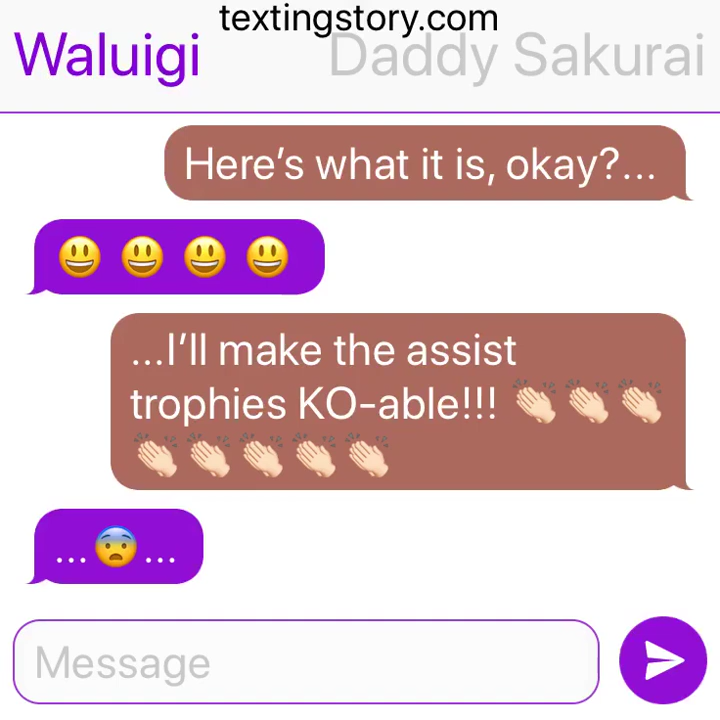 textingstory.com
Waluigi
Daddy Sakurai
Here's what it is, okay?...
😃 😃 😃 😃
...I'll make the assist
trophies KO-able!!! 👏🏻👏🏻👏🏻
👏🏻👏🏻👏🏻👏🏻👏🏻
...😨...
Message